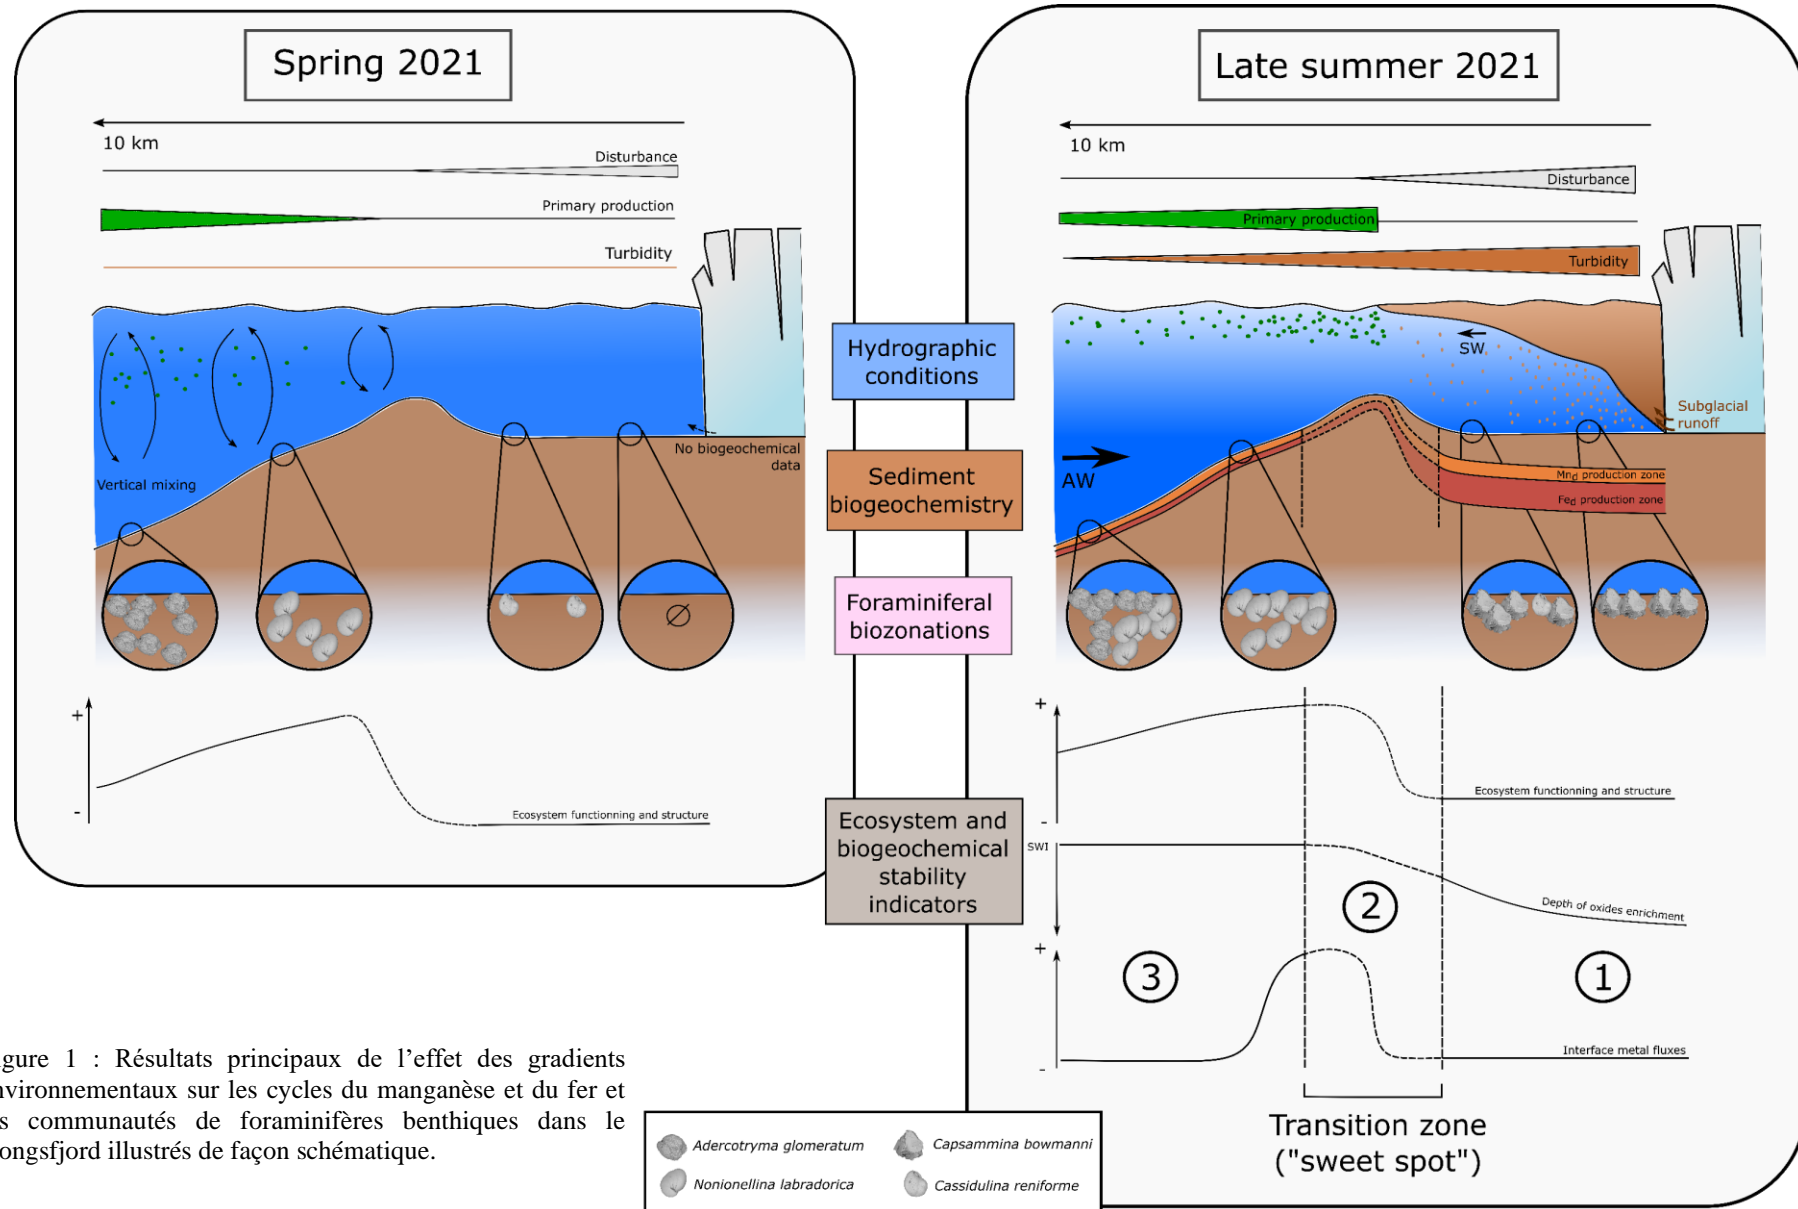 Spring 2021
10 km
Disturbance
Primary production
Turbidity
No biogeochemical
data
Vertical mixing
+
-
Ecosystem functionning and structure
Hydrographic
conditions
Sediment
biogeochemistry
Foraminiferal
biozonations
Ecosystem and
biogeochemical
stability
indicators
Late summer 2021
10 km
Disturbance
Primary production
Turbidity
SW
Subglacial
runoff
AW
Mnd production zone
Fed production zone
+
-
Ecosystem functionning and structure
SWI
Depth of oxides enrichment
2
3
1
+
-
Interface metal fluxes
Transition zone
("sweet spot")
igure 1 : Résultats principaux de l'effet des gradients
nvironnementaux sur les cycles du manganèse et du fer et
s communautés de foraminifères benthiques dans le
ongsfjord illustrés de façon schématique.
Adercotryma glomeratum
Capsammina bowmanni
Nonionellina labradorica
Cassidulina reniforme